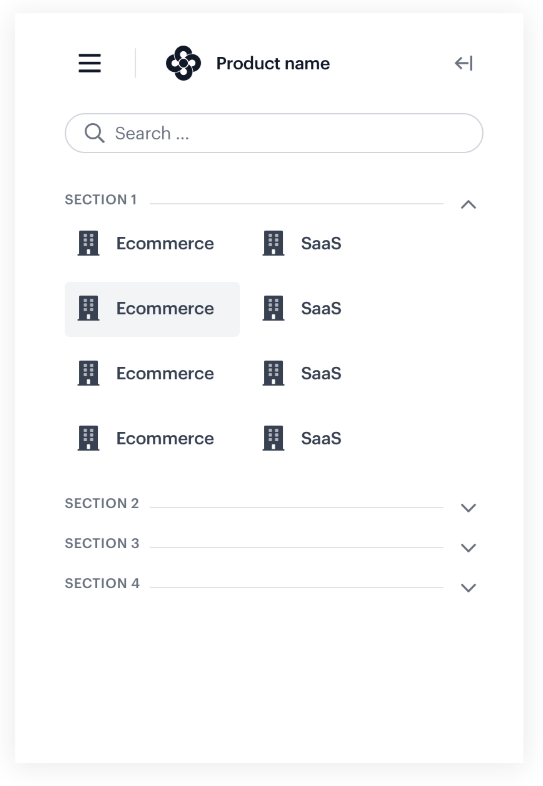 Product name
Search ...
SECTION 1
Ecommerce SaaS
Ecommerce SaaS
Ecommerce SaaS
Ecommerce SaaS
SECTION 2
SECTION 3
SECTION 4